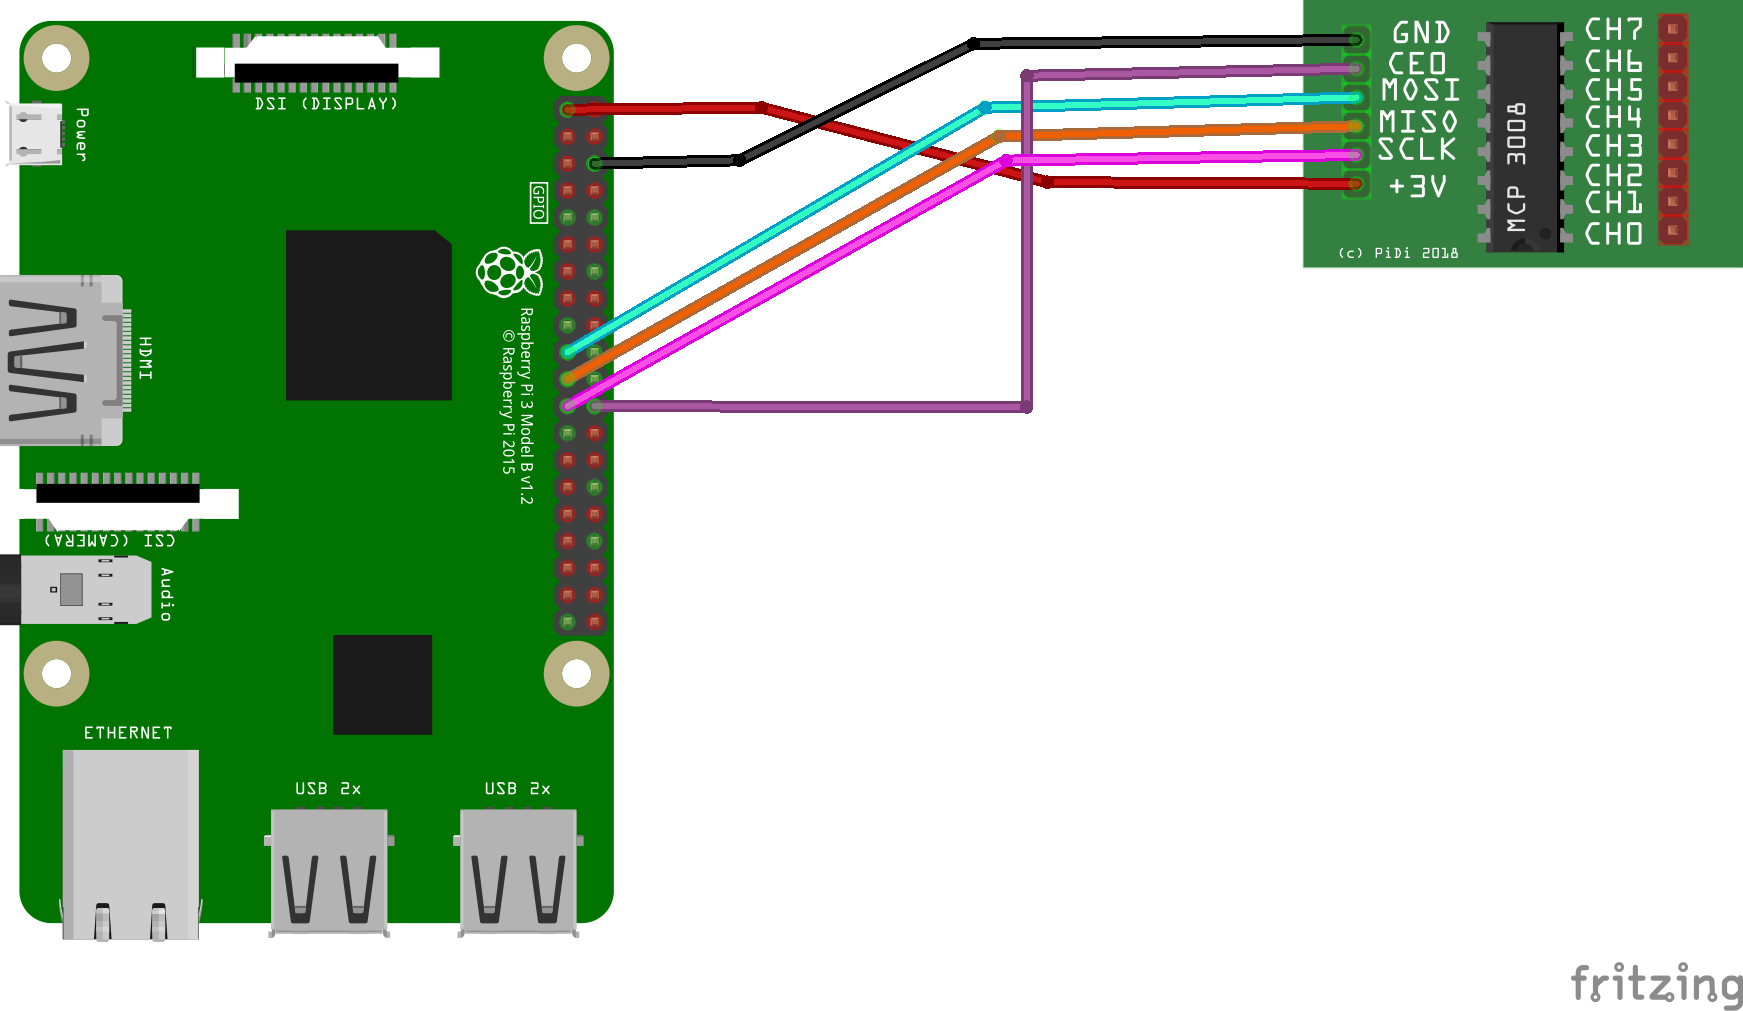 DSI (DISPLAY)
Power
GPIO
HDMI
Raspberry Pi 3 Model B v1.2
© Raspberry Pi 2015
CSI (CAMERA)
Audio
ETHERNET
USB 2x
USB 2x
GND
CE0
MOSI
MISO
SCLK
+3V
(c) PiDi 2018
MCP 3008
CH7
CH6
CH5
CH4
CH3
CH2
CH1
CH0
fritzing